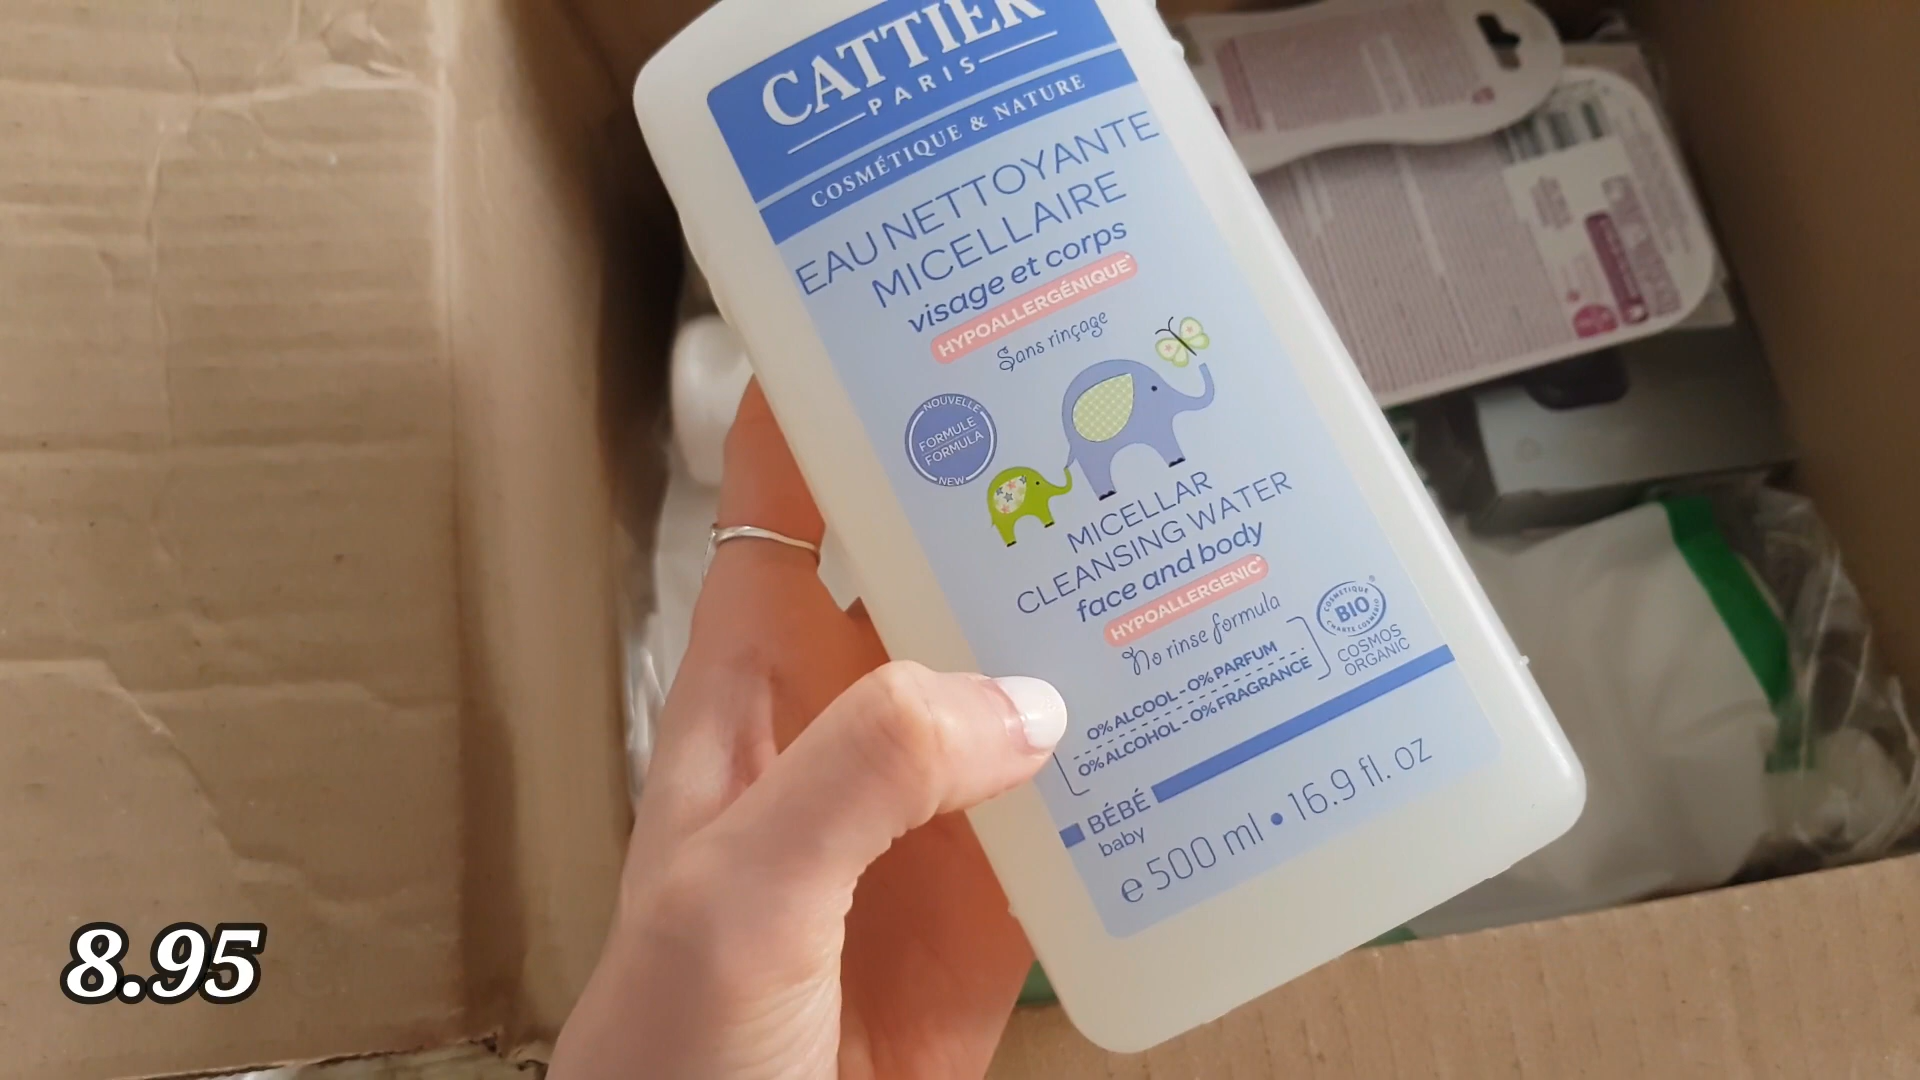 CATTIER
PARIS
COSMÉTIQUE & NATURE
EAU NETTOYANTE
MICELLAIRE
visage et corps
HYPOALLERGÉNIQUE*
Sans rinçage
NOUVELLE
FORMULE
FORMULA
NEW
MICELLAR
CLEANSING WATER
face and body
HYPOALLERGENIC*
No rinse formula
COSMÉTIQUE
BIO
CHARTE COSMÉBIO
®
COSMOS
ORGANIC
0% ALCOOL - 0% PARFUM
0% ALCOHOL - 0% FRAGRANCE
BÉBÉ
baby
e 500 ml • 16.9 fl. oz
8.95